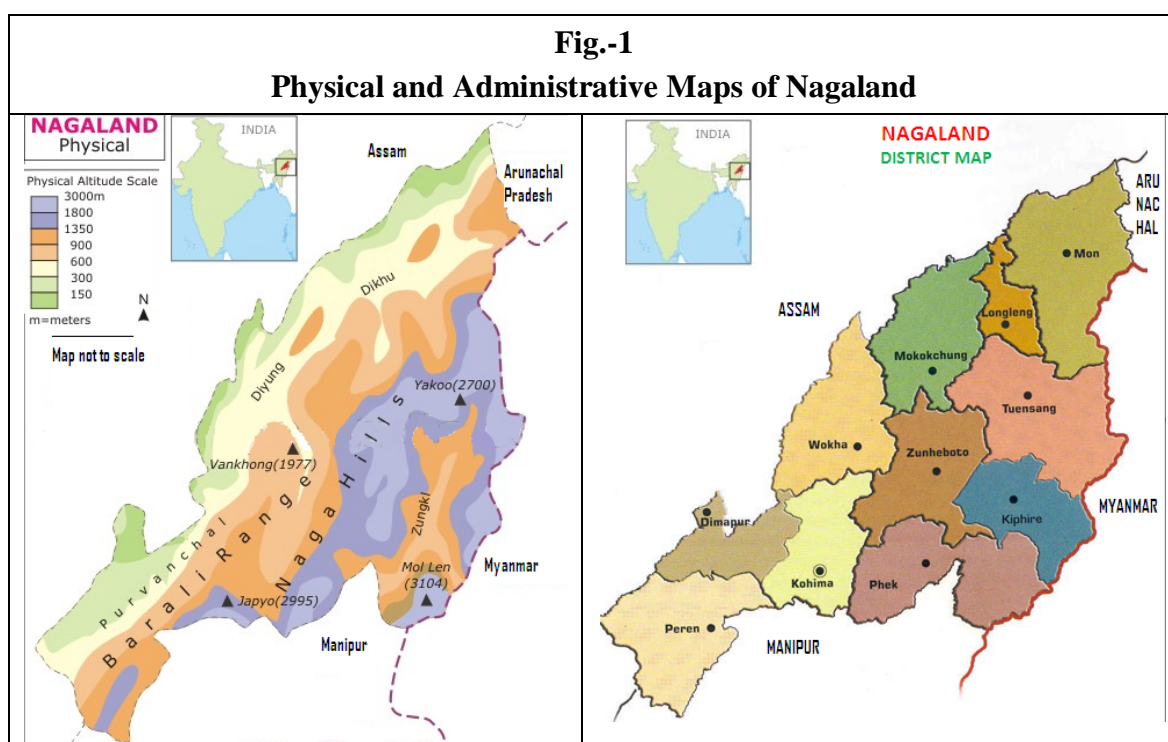 Fig.-1
Physical and Administrative Maps of Nagaland
NAGALAND
Physical
INDIA
Assam
Arunachal
Pradesh
Physical Altitude Scale
3000m
1800
1350
900
600
300
150
m=meters
N
Map not to scale
Dikhu
Diyung
Yakoo(2700)
Vankhong(1977)
Naga Hills
Zungki
Purvanchal
Barali Range
Mol Len
(3104)
Japyo(2995)
Myanmar
Manipur
INDIA
NAGALAND
DISTRICT MAP
ARU
NAC
HAL
Mon
ASSAM
Longleng
Mokokchung
Tuensang
Wokha
Zunheboto
MYANMAR
Kiphire
Dimapur
Kohima
Phek
Peren
MANIPUR